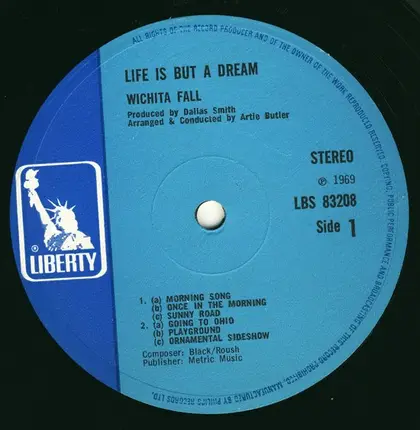 ALL RIGHTS OF THE RECORD PRODUCER AND OF THE OWNER OF THE WORK REPRODUCED RESERVED. COPYING, PUBLIC PERFORMANCE AND BROADCASTING OF THIS RECORD PROHIBITED. MANUFACTURED BY PHILIPS RECORDS LTD.
LIFE IS BUT A DREAM
WICHITA FALL
Produced by Dallas Smith
Arranged & Conducted by Artie Butler
STEREO
℗ 1969
LBS 83208
Side 1
®
LIBERTY
1. (a) MORNING SONG
(b) ONCE IN THE MORNING
(c) SUNNY ROAD
2. (a) GOING TO OHIO
(b) PLAYGROUND
(c) ORNAMENTAL SIDESHOW
Composer: Black/Roush
Publisher: Metric Music